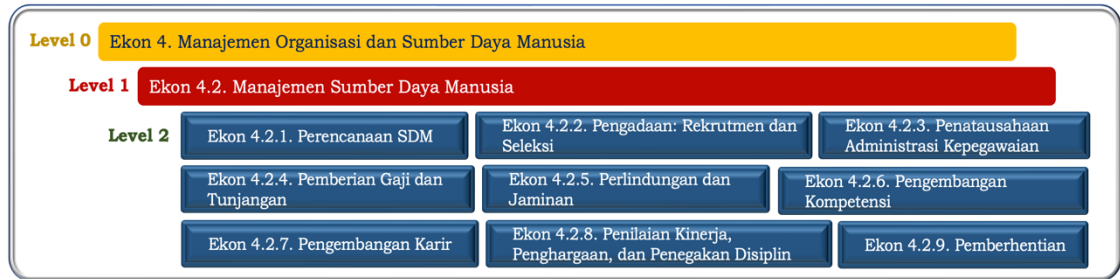 Level 0 Ekon 4. Manajemen Organisasi dan Sumber Daya Manusia
Level 1 Ekon 4.2. Manajemen Sumber Daya Manusia
Level 2
Ekon 4.2.1. Perencanaan SDM
Ekon 4.2.2. Pengadaan: Rekrutmen dan
Seleksi
Ekon 4.2.3. Penatausahaan
Administrasi Kepegawaian
Ekon 4.2.4. Pemberian Gaji dan
Tunjangan
Ekon 4.2.5. Perlindungan dan
Jaminan
Ekon 4.2.6. Pengembangan
Kompetensi
Ekon 4.2.7. Pengembangan Karir
Ekon 4.2.8. Penilaian Kinerja,
Penghargaan, dan Penegakan Disiplin
Ekon 4.2.9. Pemberhentian